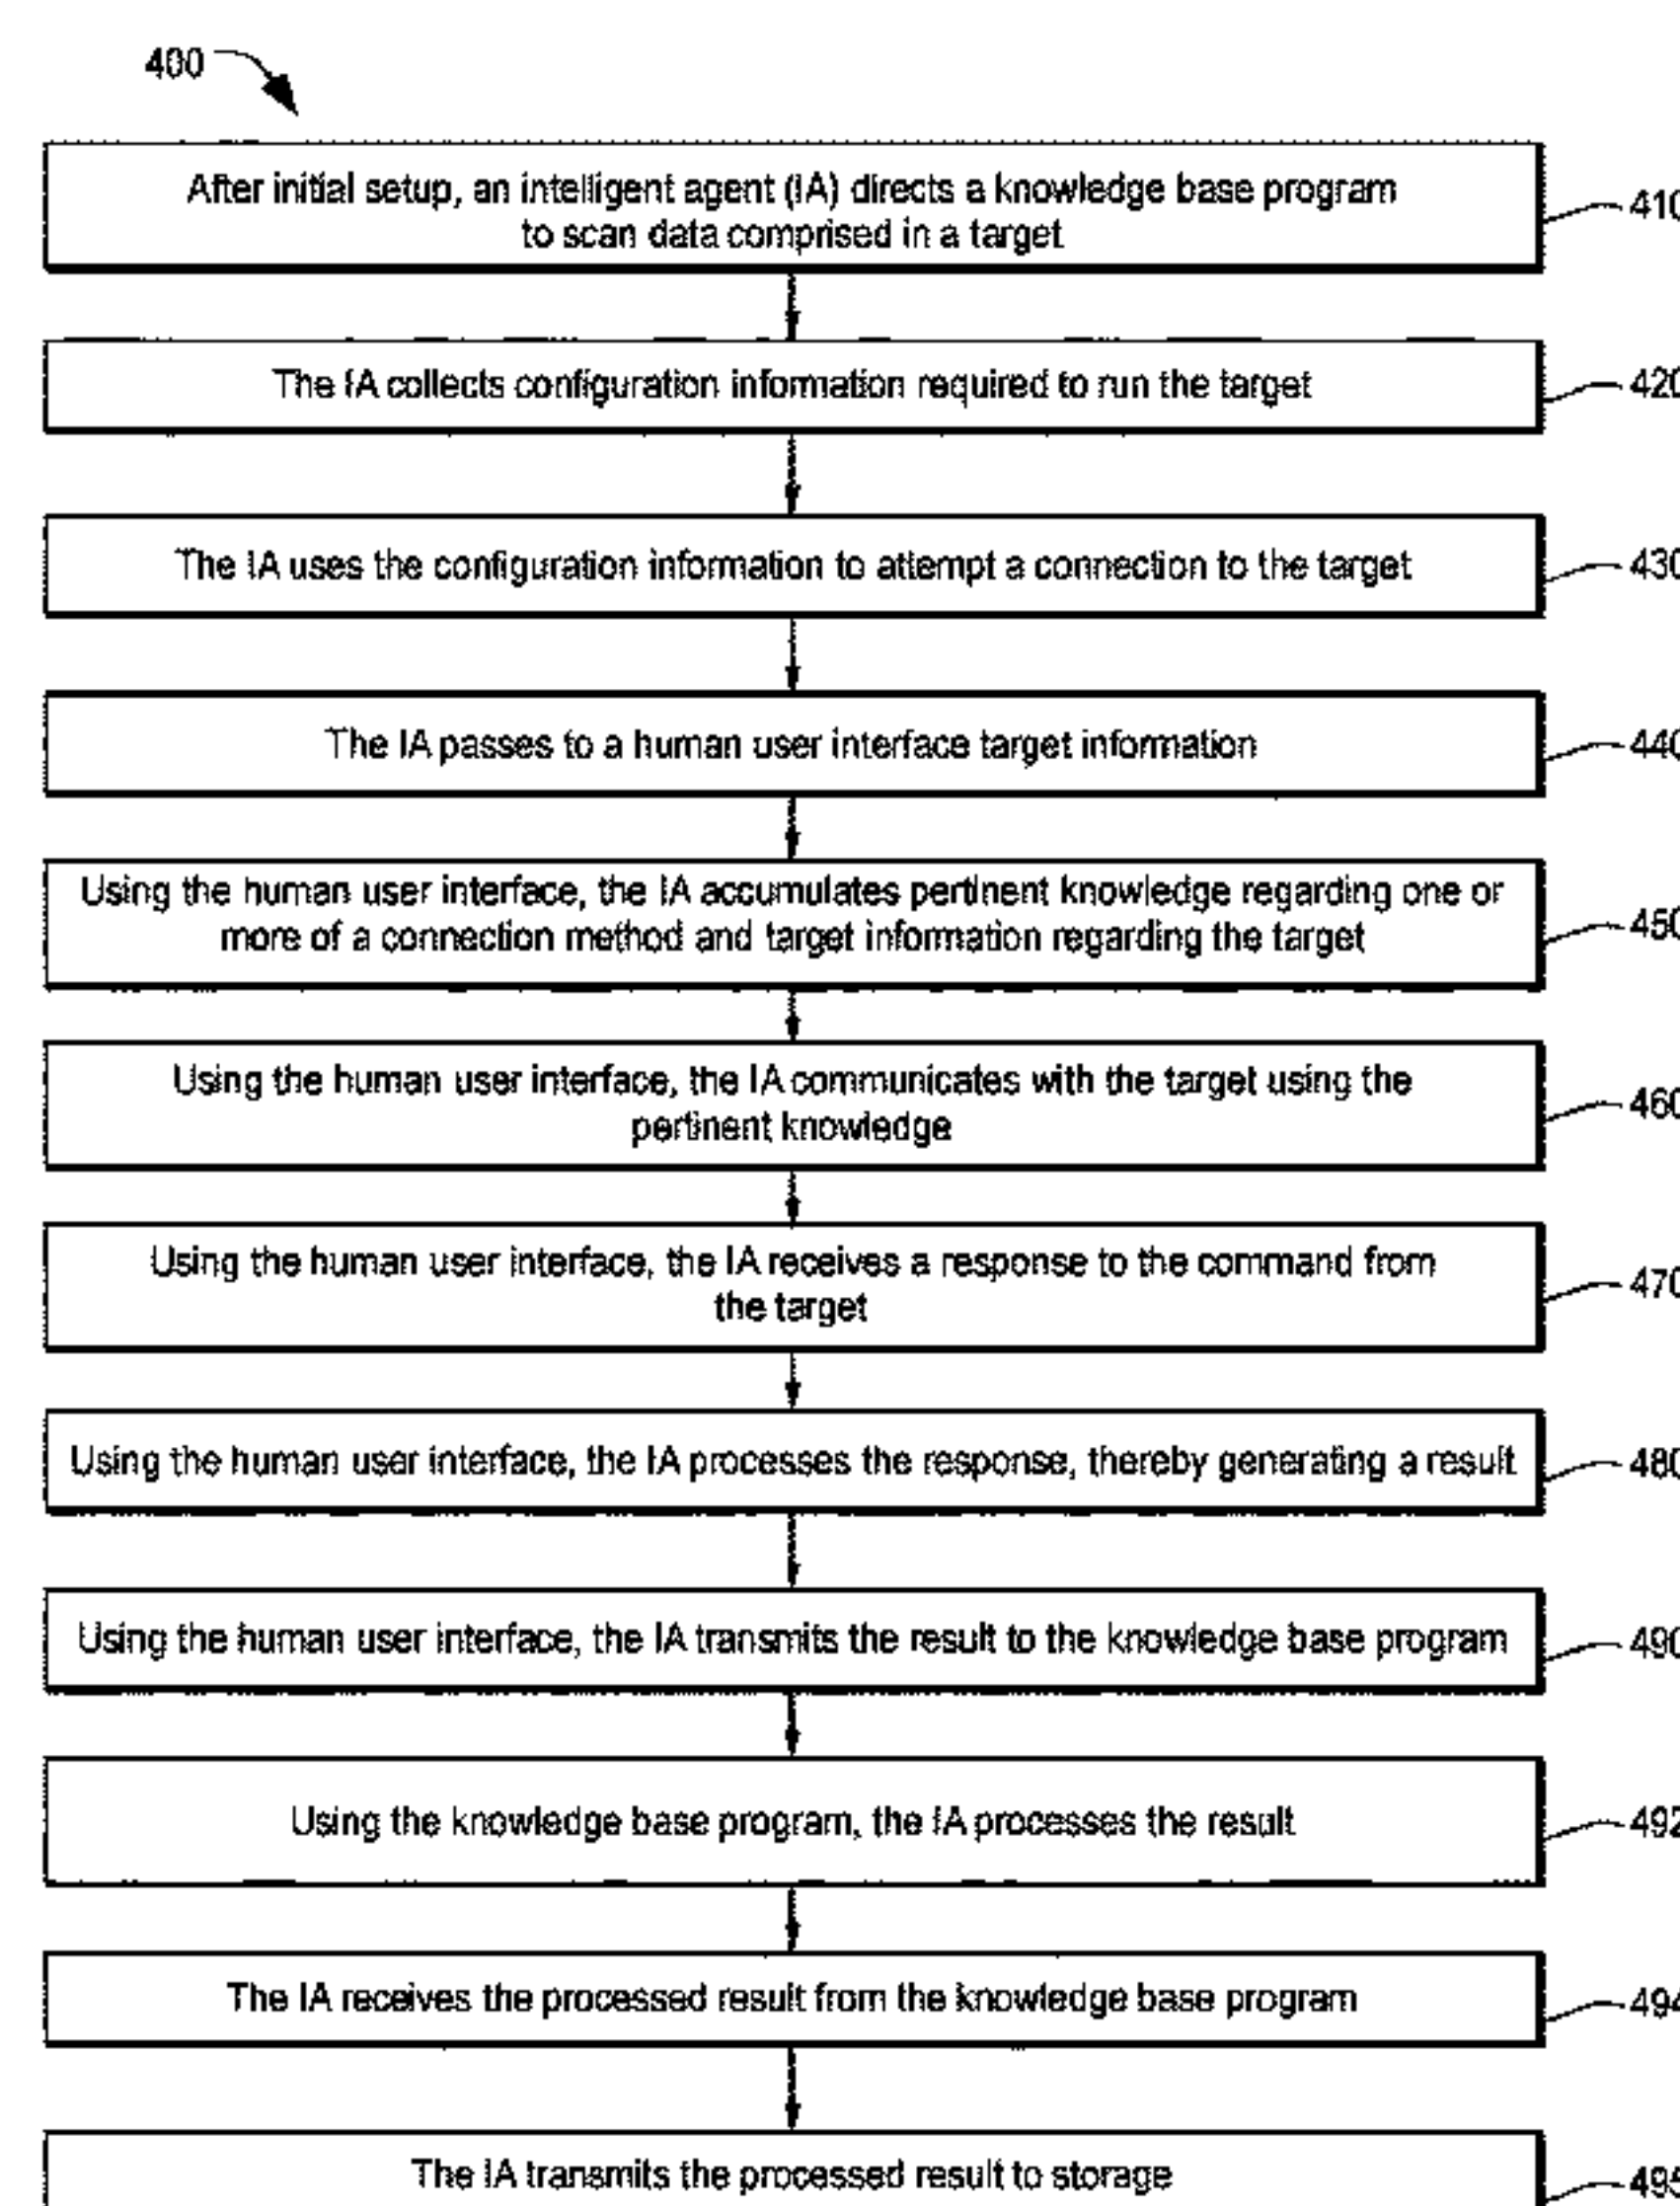 400
After initial setup, an intelligent agent (IA) directs a knowledge base program
to scan data comprised in a target
410
The IA collects configuration information required to run the target
420
The IA uses the configuration information to attempt a connection to the target
430
The IA passes to a human user interface target information
440
Using the human user interface, the IA accumulates pertinent knowledge regarding one or
more of a connection method and target information regarding the target
450
Using the human user interface, the IA communicates with the target using the
pertinent knowledge
460
Using the human user interface, the IA receives a response to the command from
the target
470
Using the human user interface, the IA processes the response, thereby generating a result
480
Using the human user interface, the IA transmits the result to the knowledge base program
490
Using the knowledge base program, the IA processes the result
492
The IA receives the processed result from the knowledge base program
494
The IA transmits the processed result to storage
495